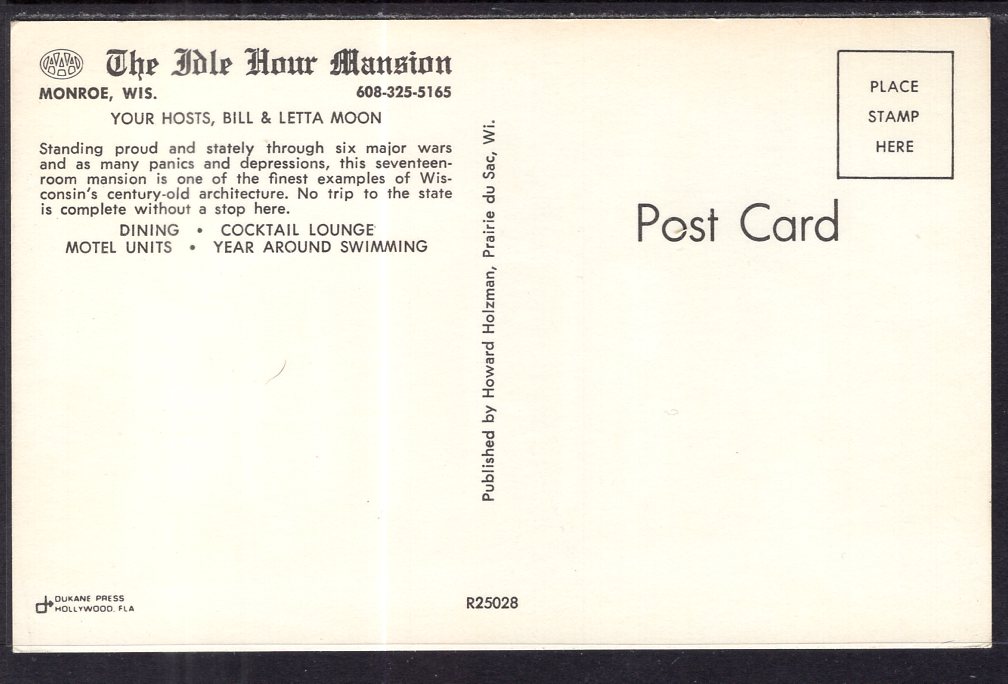 The Idle Hour Mansion
MONROE, WIS. 608-325-5165
YOUR HOSTS, BILL & LETTA MOON
Standing proud and stately through six major wars
and as many panics and depressions, this seventeen-
room mansion is one of the finest examples of Wis-
consin's century-old architecture. No trip to the state
is complete without a stop here.
DINING • COCKTAIL LOUNGE
MOTEL UNITS • YEAR AROUND SWIMMING
DUKANE PRESS
HOLLYWOOD, FLA
Published by Howard Holzman, Prairie du Sac, Wi.
R25028
PLACE
STAMP
HERE
Post Card